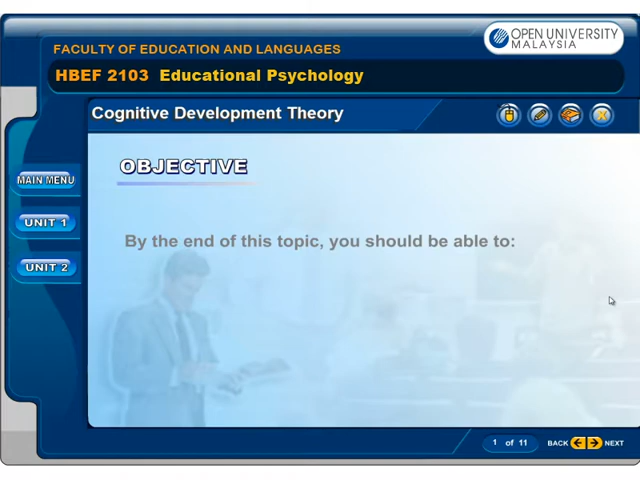 OPEN UNIVERSITY
MALAYSIA
FACULTY OF EDUCATION AND LANGUAGES
HBEF 2103 Educational Psychology
Cognitive Development Theory
OBJECTIVE
MAIN MENU
UNIT 1
UNIT 2
By the end of this topic, you should be able to:
1 of 11 BACK NEXT